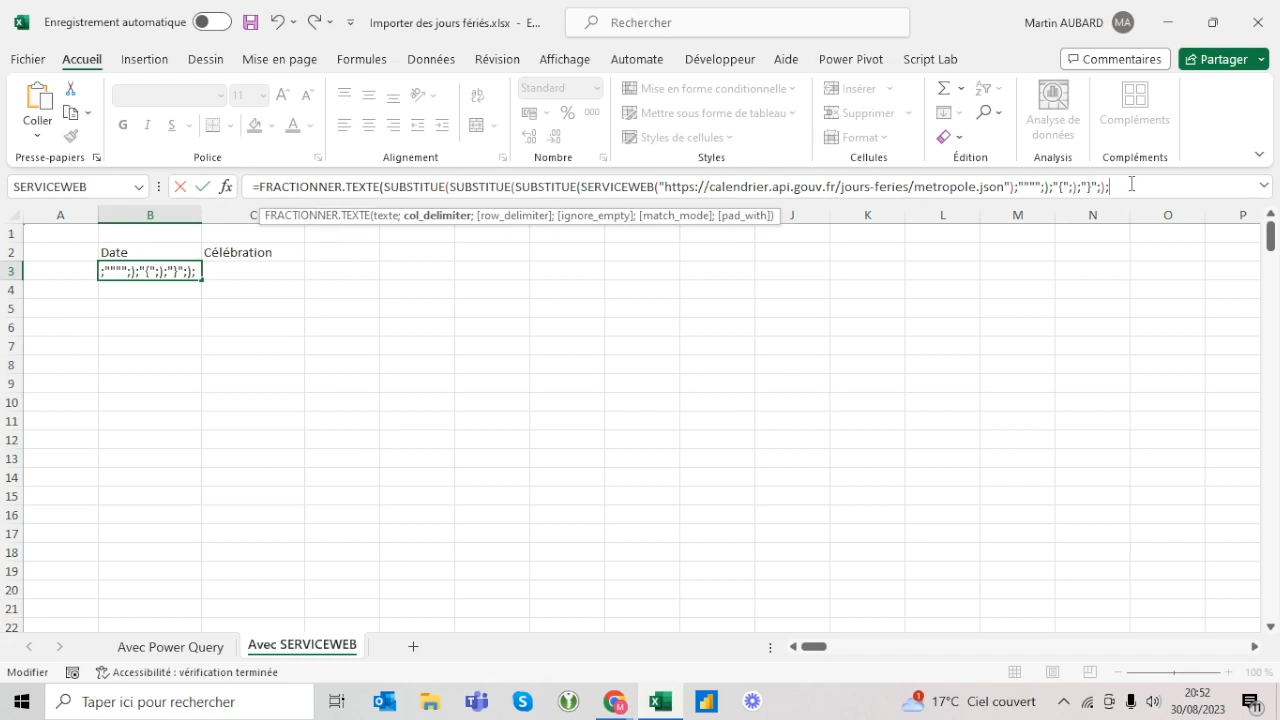 Enregistrement automatique
Importer des jours fériés.xlsx - E...
Rechercher
Martin AUBARD
MA
Fichier Accueil Insertion Dessin Mise en page Formules Données Révision Affichage Automate Développeur Aide Power Pivot Script Lab
Commentaires
Partager
Coller
Presse-papiers
11
G I S
Police
Alignement
Standard
% 000
Nombre
Mise en forme conditionnelle
Mettre sous forme de tableau
Styles de cellules
Styles
Insérer
Supprimer
Format
Cellules
Édition
Analyse de
données
Analyse
Compléments
Compléments
SERVICEWEB
fx
=FRACTIONNER.TEXTE(SUBSTITUE(SUBSTITUE(SUBSTITUE(SERVICEWEB("https://calendrier.api.gouv.fr/jours-feries/metropole.json");"""";);"{";);"}";);
FRACTIONNER.TEXTE(texte; col_delimiter; [row_delimiter]; [ignore_empty]; [match_mode]; [pad_with])
A B C J K L M N O P
1
2 Date Célébration
3 ;"""";);"{";);"}";);
4
5
6
7
8
9
10
11
12
13
14
15
16
17
18
19
20
21
22
Avec Power Query Avec SERVICEWEB
Modifier
Accessibilité : vérification terminée
100 %
Taper ici pour rechercher
1
17°C Ciel couvert
20:52
30/08/2023
11